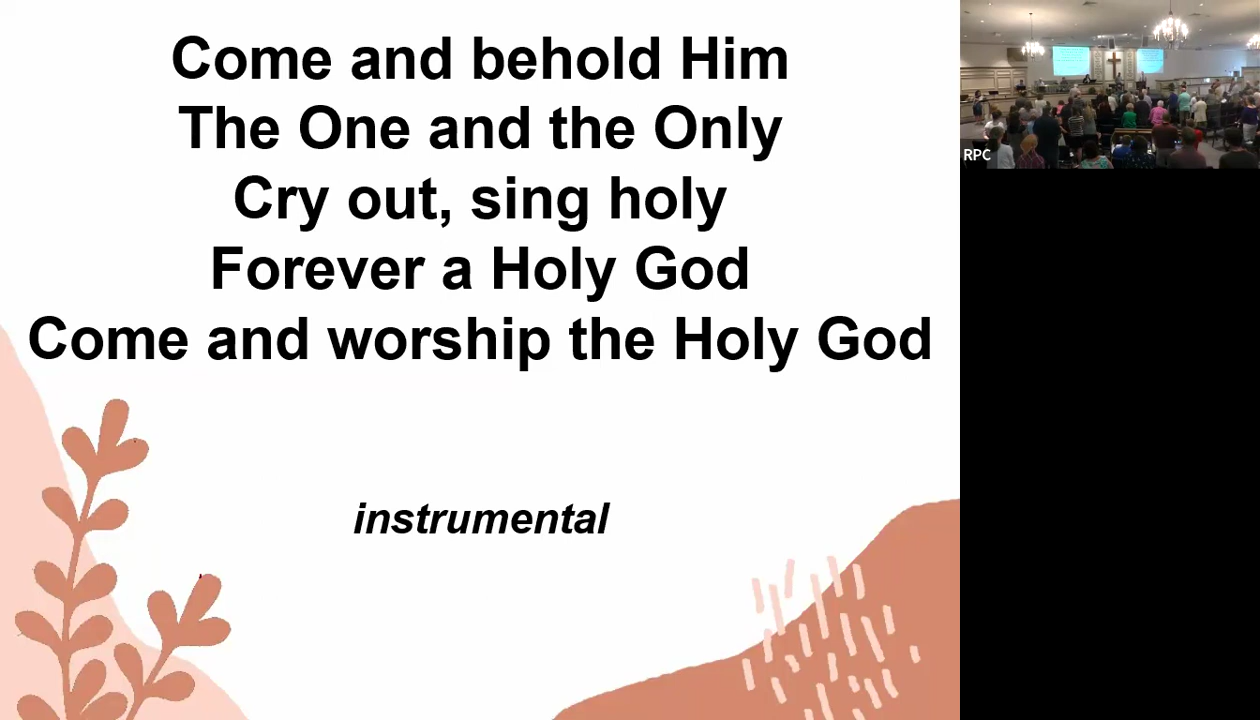 Come and behold Him
The One and the Only
Cry out, sing holy
Forever a Holy God
Come and worship the Holy God
instrumental
RPC